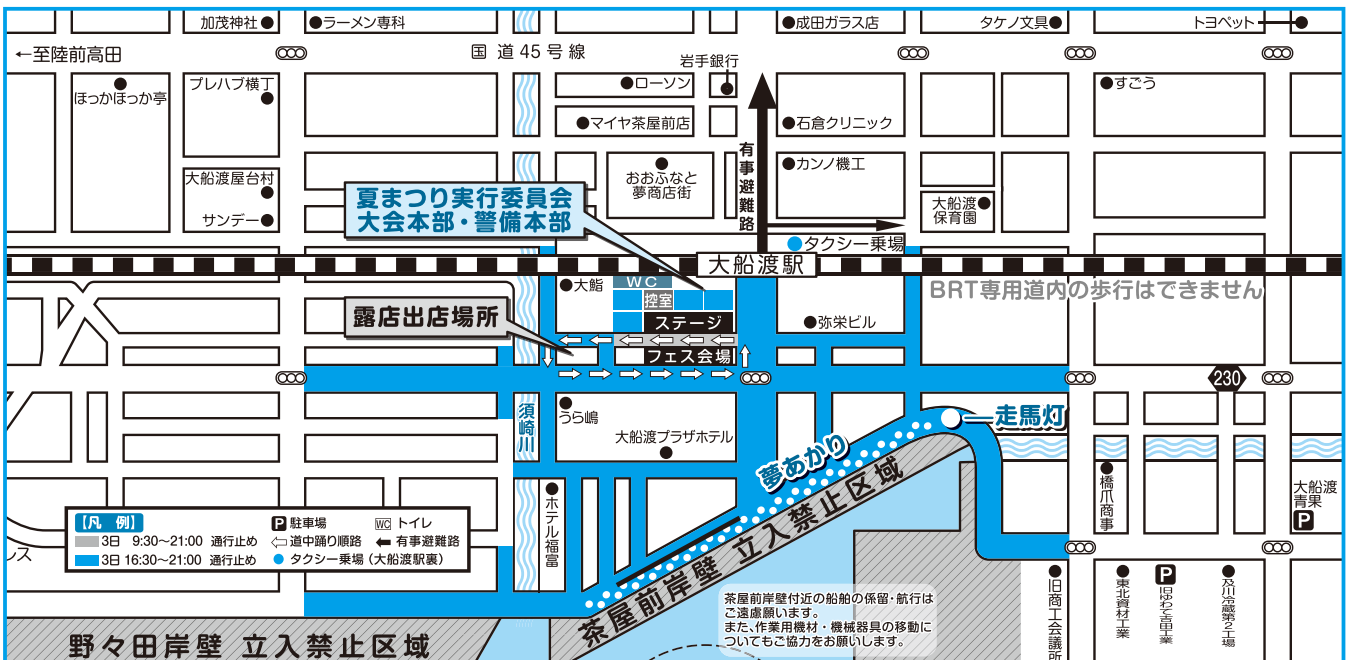 加茂神社
ラーメン専科
成田ガラス店
タケノ文具
トヨペット
←至陸前高田
国道45号線
岩手銀行
ほっかほっか亭
プレハブ横丁
ローソン
すごう
マイヤ茶屋前店
石倉クリニック
有事避難路
カンノ機工
おおふなと
夢商店街
大船渡屋台村
サンデー
夏まつり実行委員会
大会本部・警備本部
大船渡
保育園
タクシー乗場
大船渡駅
BRT専用道内の歩行はできません
大鮨
WC
控室
ステージ
露店出店場所
弥栄ビル
フェス会場
230
うら嶋
須崎川
大船渡プラザホテル
走馬灯
夢あかり
橋爪商事
大船渡
青果
P
ホテル福富
茶屋前岸壁 立入禁止区域
【凡 例】
3日 9:30〜21:00 通行止め
3日 16:30〜21:00 通行止め
P 駐車場
WC トイレ
⇦ 道中踊り順路
← 有事避難路
タクシー乗場(大船渡駅裏)
レス
茶屋前岸壁付近の船舶の係留・航行は
ご遠慮願います。
また、作業用機材・機械器具の移動に
ついてもご協力をお願いします。
旧商工会議所
東北資材工業
P
旧ゆわて吉田工業
及川冷蔵第2工場
野々田岸壁 立入禁止区域